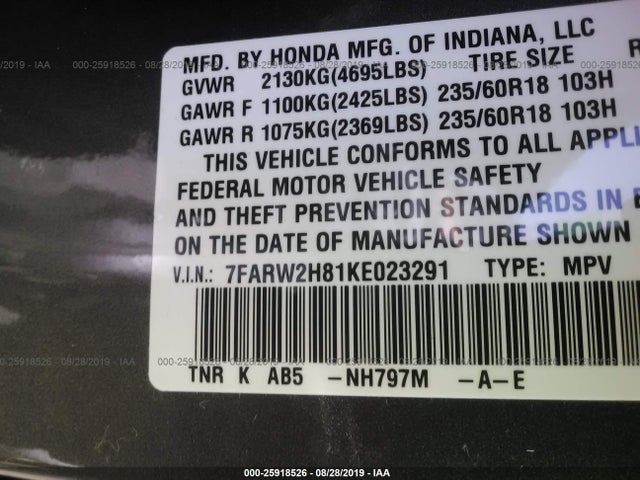 MFD. BY HONDA MFG. OF INDIANA, LLC
GVWR 2130KG(4695LBS) TIRE SIZE R
GAWR F 1100KG(2425LBS) 235/60R18 103H
GAWR R 1075KG(2369LBS) 235/60R18 103H
THIS VEHICLE CONFORMS TO ALL APPLI
FEDERAL MOTOR VEHICLE SAFETY
AND THEFT PREVENTION STANDARDS IN E
ON THE DATE OF MANUFACTURE SHOWN
V.I.N.: 7FARW2H81KE023291 TYPE: MPV
TNR K AB5 -NH797M -A-E
000-25918526 - 08/28/2019 - IAA